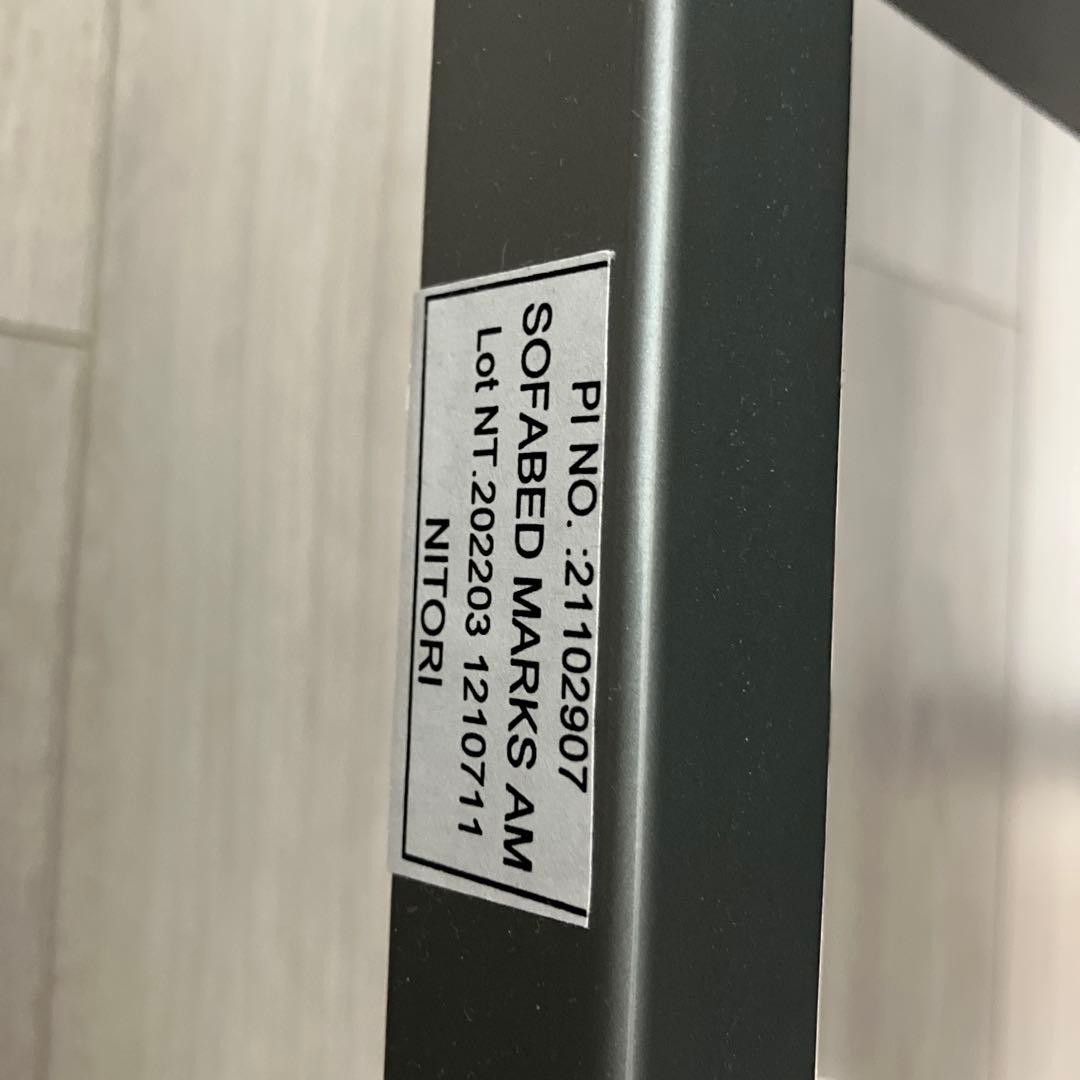 PI NO. :21102907
SOFABED MARKS AM
Lot NT.202203 1210711
NITORI